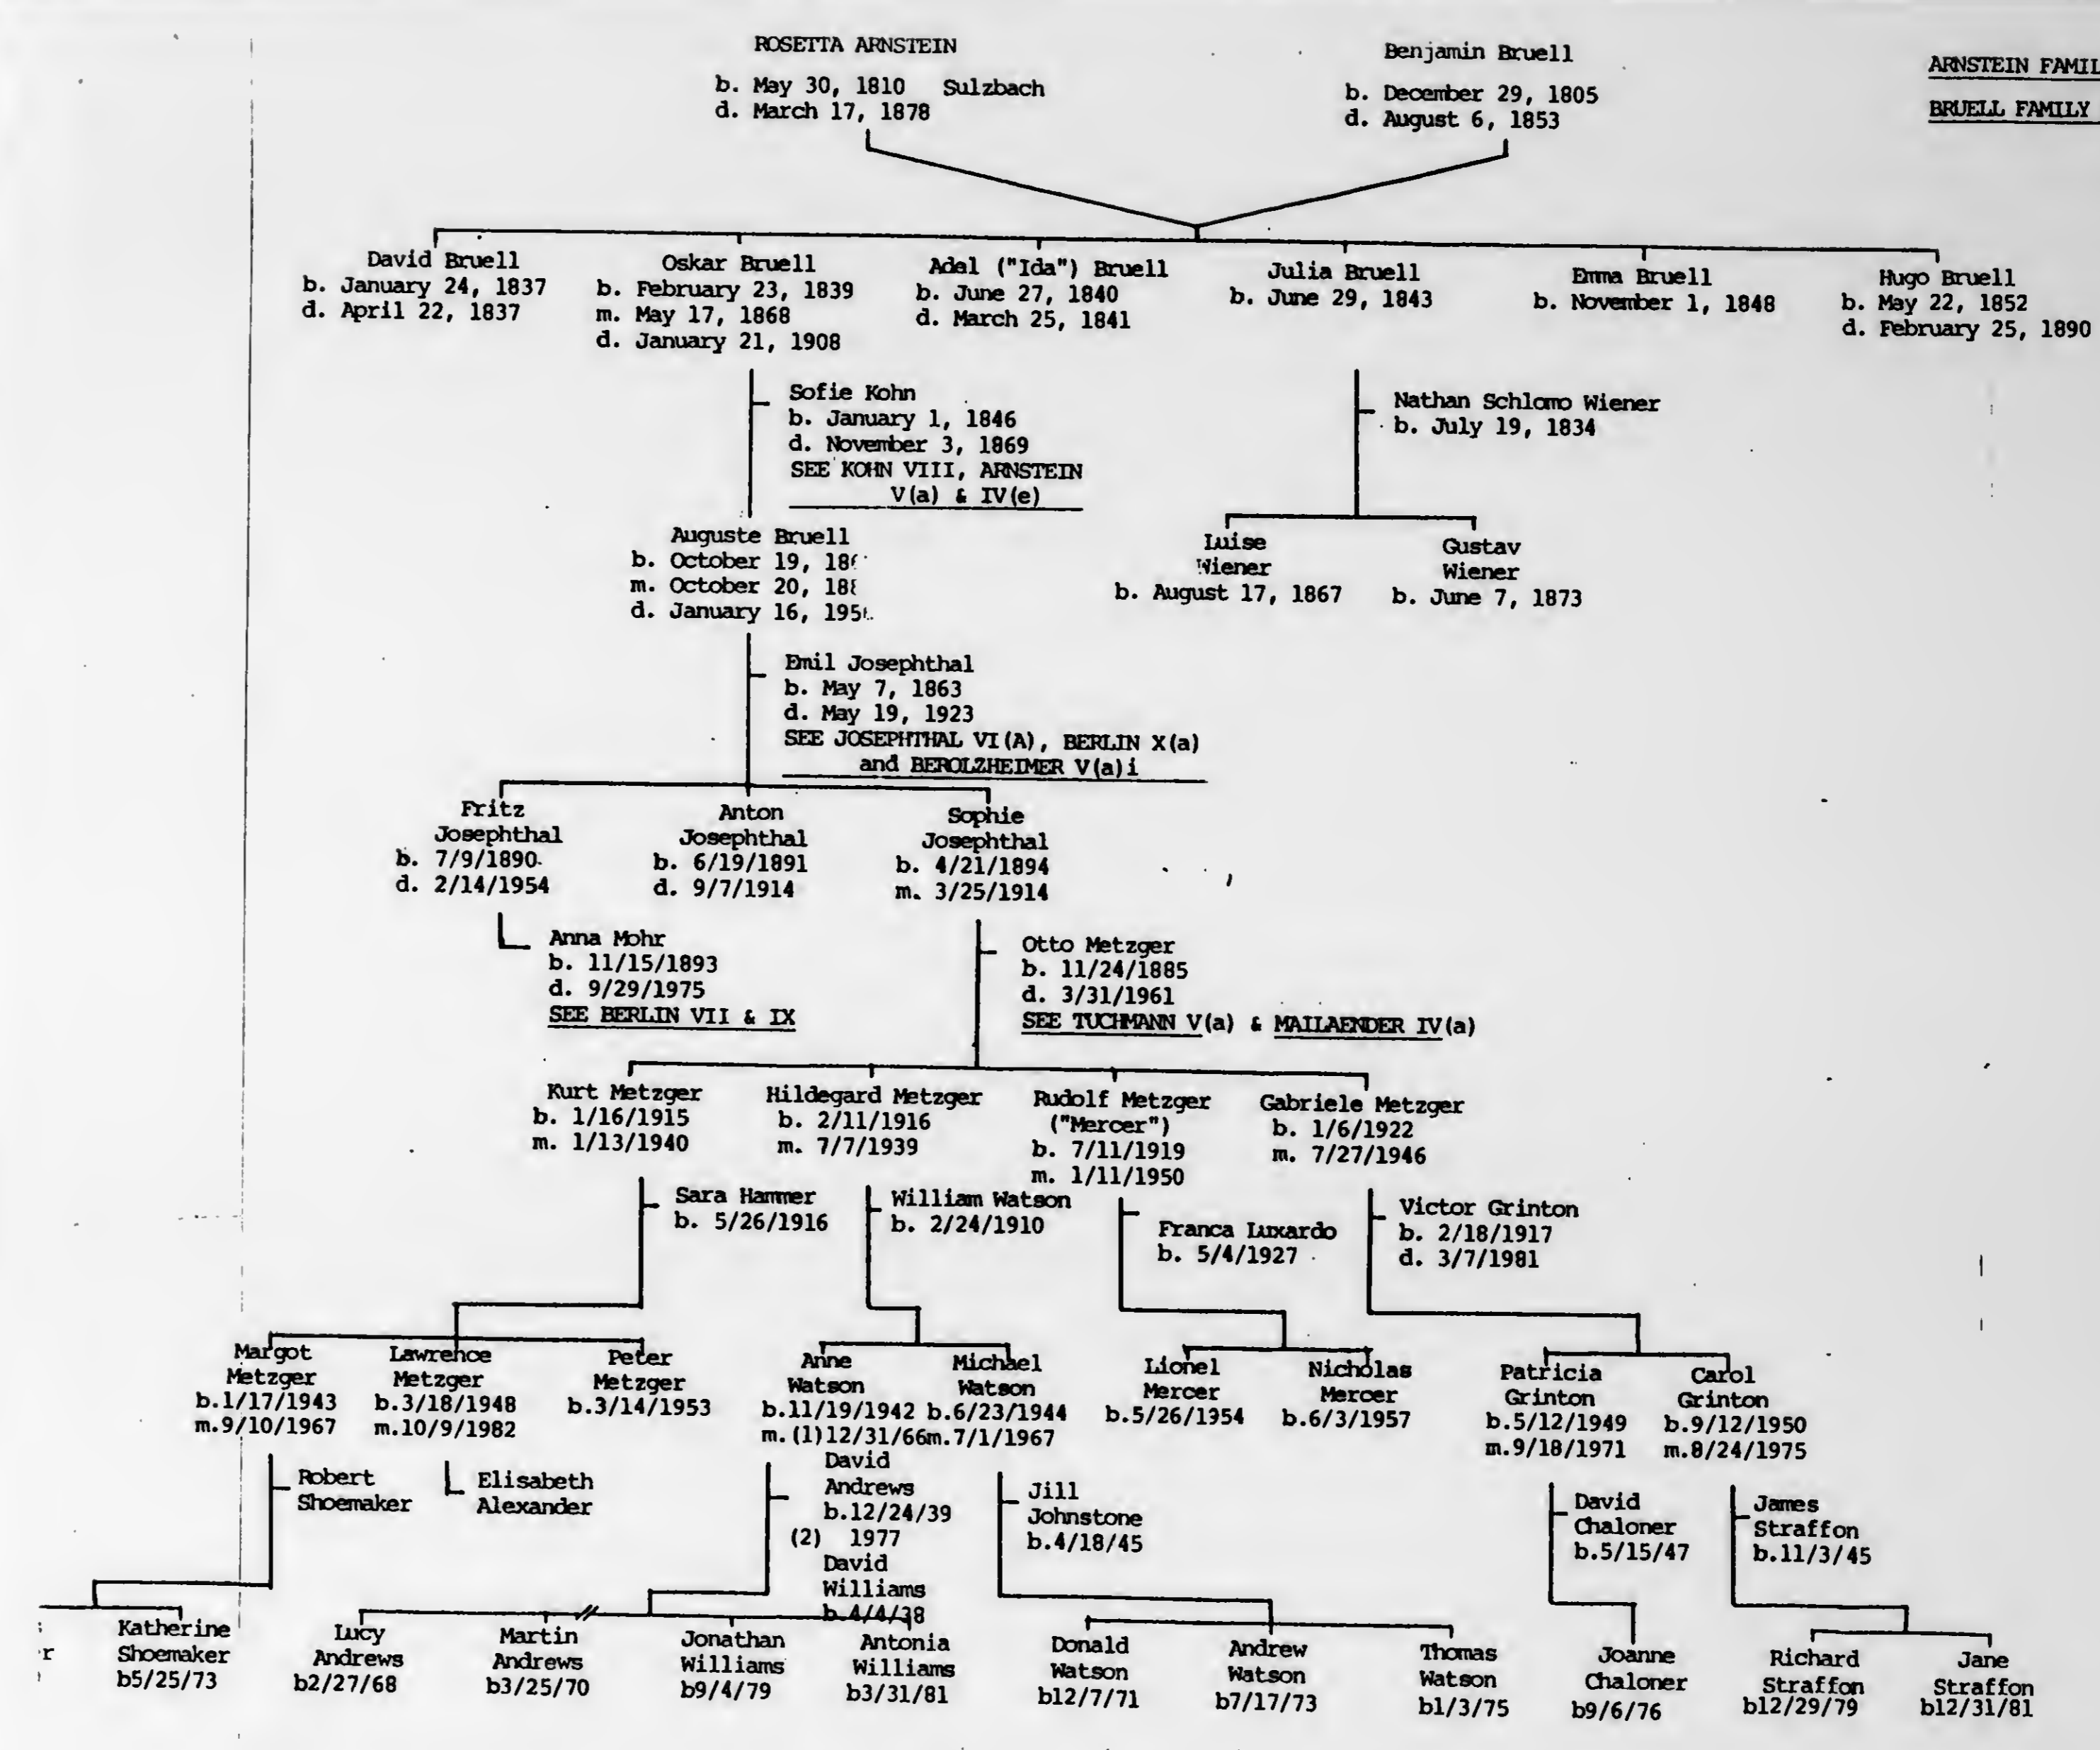 ROSETTA ARNSTEIN
b. May 30, 1810 Sulzbach
d. March 17, 1878
Benjamin Bruell
b. December 29, 1805
d. August 6, 1853
ARNSTEIN FAMIL
BRUELL FAMILY
David Bruell
b. January 24, 1837
d. April 22, 1837
Oskar Bruell
b. February 23, 1839
m. May 17, 1868
d. January 21, 1908
Adel ("Ida") Bruell
b. June 27, 1840
d. March 25, 1841
Julia Bruell
b. June 29, 1843
Emma Bruell
b. November 1, 1848
Hugo Bruell
b. May 22, 1852
d. February 25, 1890
Sofie Kohn
b. January 1, 1846
d. November 3, 1869
SEE KOHN VIII, ARNSTEIN
V(a) & IV(e)
Nathan Schlomo Wiener
b. July 19, 1834
Auguste Bruell
b. October 19, 18
m. October 20, 18
d. January 16, 195
Luise
Wiener
b. August 17, 1867
Gustav
Wiener
b. June 7, 1873
Emil Josephthal
b. May 7, 1863
d. May 19, 1923
SEE JOSEPHTHAL VI(A), BERLIN X(a)
and BEROLZHEIMER V(a)i
Fritz
Josephthal
b. 7/9/1890
d. 2/14/1954
Anton
Josephthal
b. 6/19/1891
d. 9/7/1914
Sophie
Josephthal
b. 4/21/1894
m. 3/25/1914
Anna Mohr
b. 11/15/1893
d. 9/29/1975
SEE BERLIN VII & IX
Otto Metzger
b. 11/24/1885
d. 3/31/1961
SEE TUCHMANN V(a) & MAILAENDER IV(a)
Kurt Metzger
b. 1/16/1915
m. 1/13/1940
Hildegard Metzger
b. 2/11/1916
m. 7/7/1939
Rudolf Metzger
("Mercer")
b. 7/11/1919
m. 1/11/1950
Gabriele Metzger
b. 1/6/1922
m. 7/27/1946
Sara Hammer
b. 5/26/1916
William Watson
b. 2/24/1910
Franca Luxardo
b. 5/4/1927
Victor Grinton
b. 2/18/1917
d. 3/7/1981
Margot
Metzger
b.1/17/1943
m.9/10/1967
Lawrence
Metzger
b.3/18/1948
m.10/9/1982
Peter
Metzger
b.3/14/1953
Anne
Watson
b.11/19/1942
m.(1)12/31/66
Michael
Watson
b.6/23/1944
m.7/1/1967
Lionel
Mercer
b.5/26/1954
Nicholas
Mercer
b.6/3/1957
Patricia
Grinton
b.5/12/1949
m.9/18/1971
Carol
Grinton
b.9/12/1950
m.8/24/1975
Robert
Shoemaker
Elisabeth
Alexander
David
Andrews
b.12/24/39
(2) 1977
David
Williams
b.4/4/38
Jill
Johnstone
b.4/18/45
David
Chaloner
b.5/15/47
James
Straffon
b.11/3/45
r
Katherine
Shoemaker
b5/25/73
Lucy
Andrews
b2/27/68
Martin
Andrews
b3/25/70
Jonathan
Williams
b9/4/79
Antonia
Williams
b3/31/81
Donald
Watson
b12/7/71
Andrew
Watson
b7/17/73
Thomas
Watson
b1/3/75
Joanne
Chaloner
b9/6/76
Richard
Straffon
b12/29/79
Jane
Straffon
b12/31/81